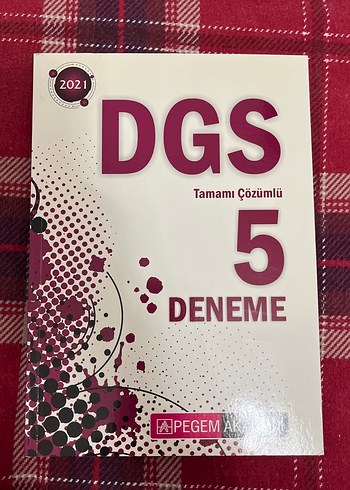 2021
DGS
Tamamı Çözümlü
5
DENEME
PEGEM AKADEMİ